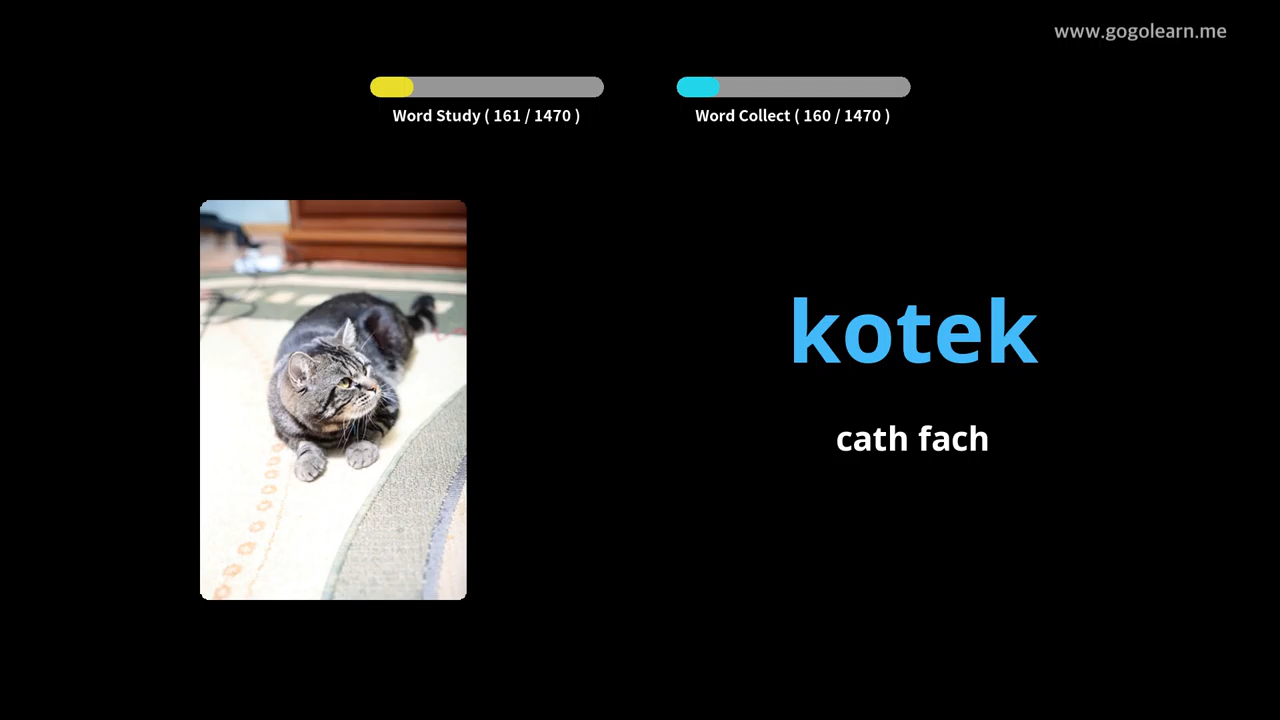 www.gogolearn.me
Word Study ( 161 / 1470 )
Word Collect ( 160 / 1470 )
kotek
cath fach